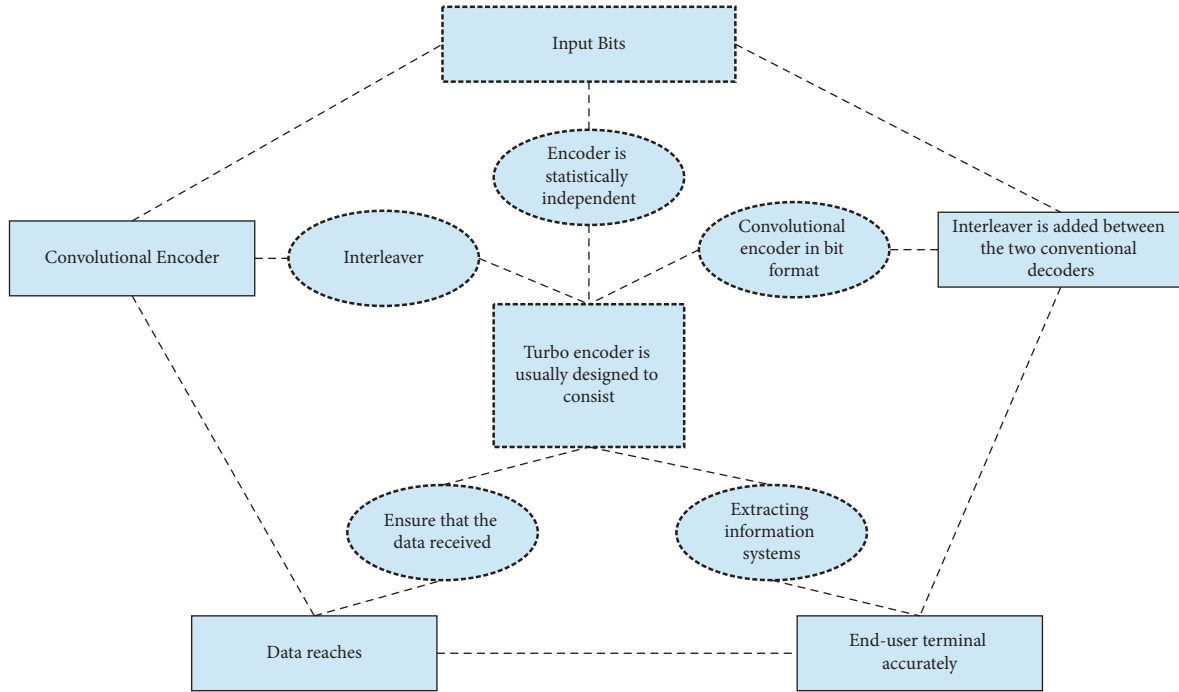 Input Bits
Encoder is
statistically
independent
Convolutional Encoder
Interleaver
Convolutional
encoder in bit
format
Interleaver is added between
the two conventional
decoders
Turbo encoder is
usually designed to
consist
Ensure that the
data received
Extracting
information
systems
Data reaches
End-user terminal
accurately